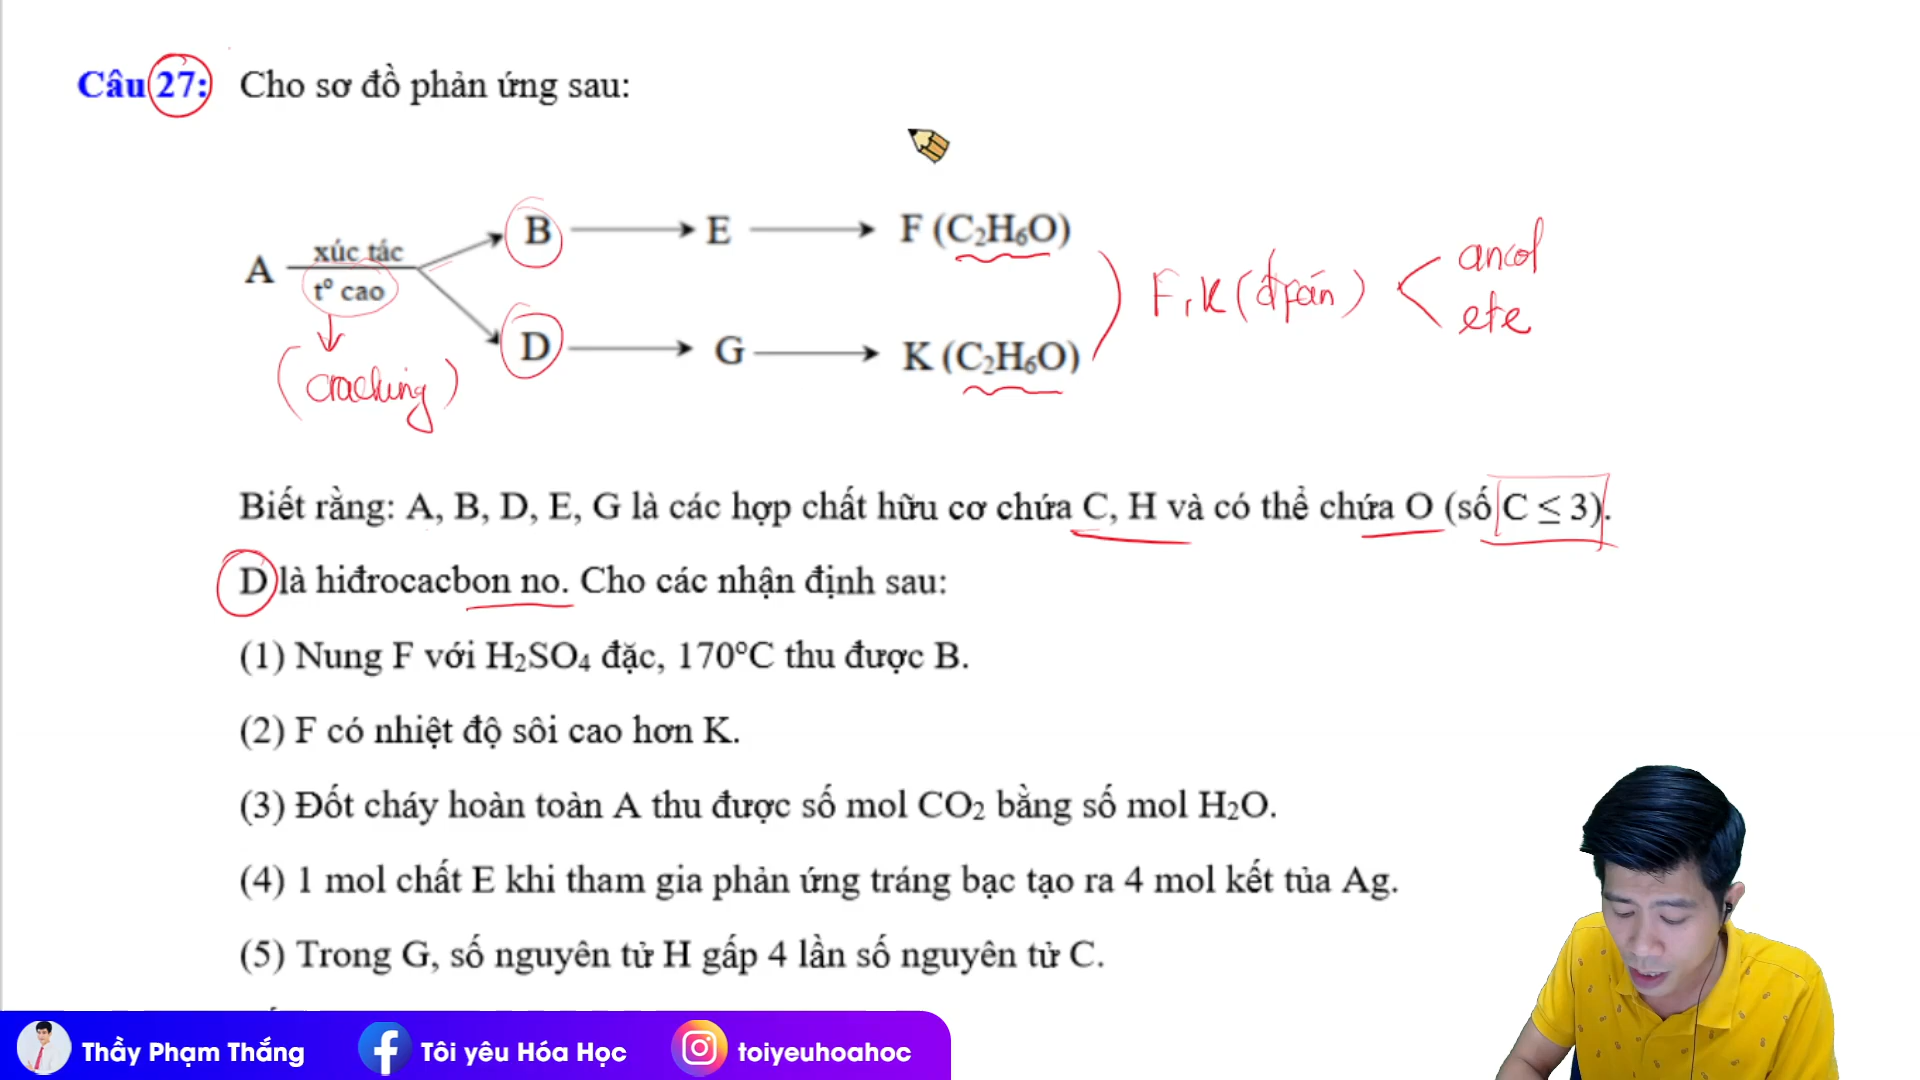 Câu 27: Cho sơ đồ phản ứng sau:
A xúc tác t° cao
B E F (C₂H₆O)
D G K (C₂H₆O)
(cracking)
F, K (đ phân)
ancol
ete
Biết rằng: A, B, D, E, G là các hợp chất hữu cơ chứa C, H và có thể chứa O (số C ≤ 3).
D là hiđrocacbon no. Cho các nhận định sau:
(1) Nung F với H₂SO₄ đặc, 170°C thu được B.
(2) F có nhiệt độ sôi cao hơn K.
(3) Đốt cháy hoàn toàn A thu được số mol CO₂ bằng số mol H₂O.
(4) 1 mol chất E khi tham gia phản ứng tráng bạc tạo ra 4 mol kết tủa Ag.
(5) Trong G, số nguyên tử H gấp 4 lần số nguyên tử C.
Thầy Phạm Thắng Tôi yêu Hóa Học toiyeuhoahoc